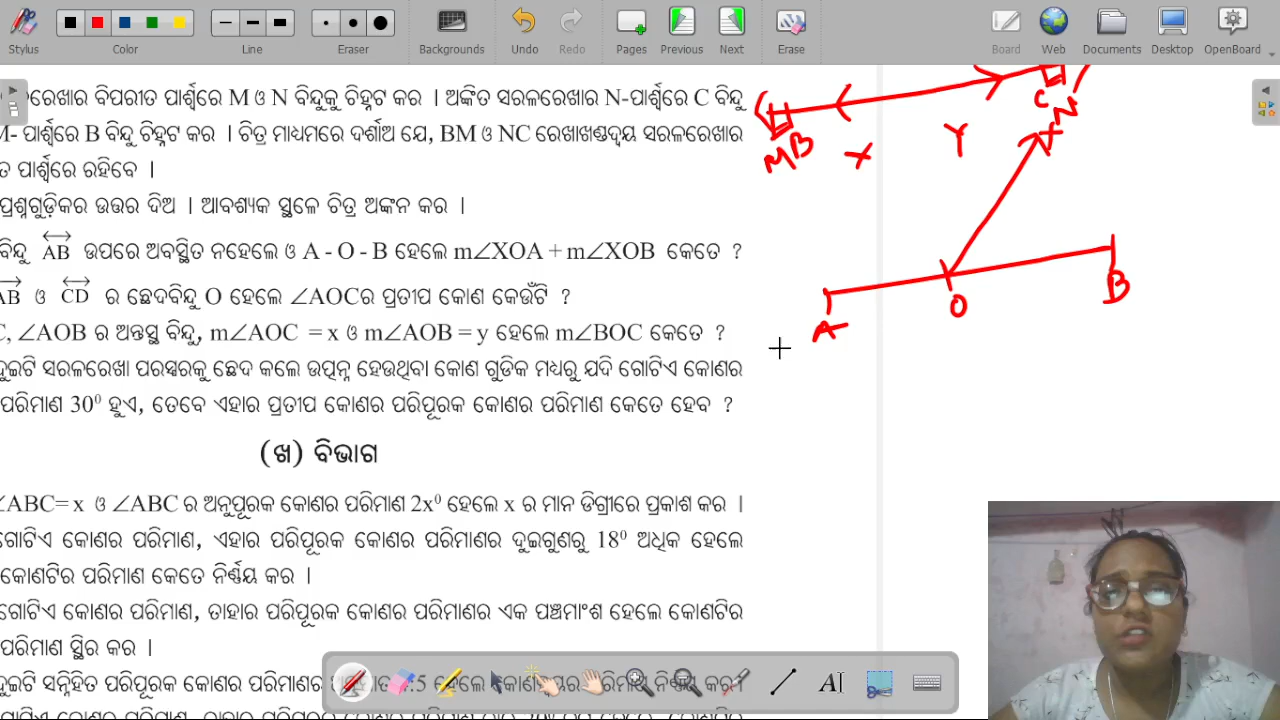 Stylus Color Line Eraser Backgrounds Undo Redo Pages Previous Next Erase Board Web Documents Desktop OpenBoard
ରେଖାର ବିପରୀତ ପାର୍ଶ୍ୱରେ M ଓ N ବିନ୍ଦୁକୁ ଚିହ୍ନଟ କର । ଅଙ୍କିତ ସରଳରେଖାର N-ପାର୍ଶ୍ୱରେ C ବିନ୍ଦୁ
M- ପାର୍ଶ୍ୱରେ B ବିନ୍ଦୁ ଚିହ୍ନଟ କର । ଚିତ୍ର ମାଧ୍ୟମରେ ଦର୍ଶାଅ ଯେ, BM ଓ NC ରେଖାଖଣ୍ଡଦ୍ୱୟ ସରଳରେଖାର
ତ ପାର୍ଶ୍ୱରେ ରହିବେ ।
ପ୍ରଶ୍ନଗୁଡ଼ିକର ଉତ୍ତର ଦିଅ । ଆବଶ୍ୟକ ସ୍ଥଳେ ଚିତ୍ର ଅଙ୍କନ କର ।
ବିନ୍ଦୁ AB ଉପରେ ଅବସ୍ଥିତ ନହେଲେ ଓ A - O - B ହେଲେ m∠XOA + m∠XOB କେତେ ?
AB ଓ CD ର ଛେଦବିନ୍ଦୁ O ହେଲେ ∠AOCର ପ୍ରତୀପ କୋଣ କେଉଁଟି ?
C, ∠AOB ର ଅନ୍ତସ୍ଥ ବିନ୍ଦୁ, m∠AOC = x ଓ m∠AOB = y ହେଲେ m∠BOC କେତେ ?
ଦୁଇଟି ସରଳରେଖା ପରସ୍ପରକୁ ଛେଦ କଲେ ଉତ୍ପନ୍ନ ହେଉଥିବା କୋଣ ଗୁଡିକ ମଧ୍ୟରୁ ଯଦି ଗୋଟିଏ କୋଣର
ପରିମାଣ 30⁰ ହୁଏ, ତେବେ ଏହାର ପ୍ରତୀପ କୋଣର ପରିପୂରକ କୋଣର ପରିମାଣ କେତେ ହେବ ?
(ଖ) ବିଭାଗ
∠ABC= x ଓ ∠ABC ର ଅନୁପୂରକ କୋଣର ପରିମାଣ 2x⁰ ହେଲେ x ର ମାନ ଡିଗ୍ରୀରେ ପ୍ରକାଶ କର ।
ଗୋଟିଏ କୋଣର ପରିମାଣ, ଏହାର ପରିପୂରକ କୋଣର ପରିମାଣର ଦୁଇଗୁଣରୁ 18⁰ ଅଧିକ ହେଲେ
କୋଣଟିର ପରିମାଣ କେତେ ନିର୍ଣ୍ଣୟ କର ।
ଗୋଟିଏ କୋଣର ପରିମାଣ, ତାହାର ପରିପୂରକ କୋଣର ପରିମାଣର ଏକ ପଞ୍ଚମାଂଶ ହେଲେ କୋଣଟିର
ପରିମାଣ ସ୍ଥିର କର ।
ଦୁଇଟି ସନ୍ନିହିତ ପରିପୂରକ କୋଣର ପରିମାଣର
M B X Y C N
X
A O B